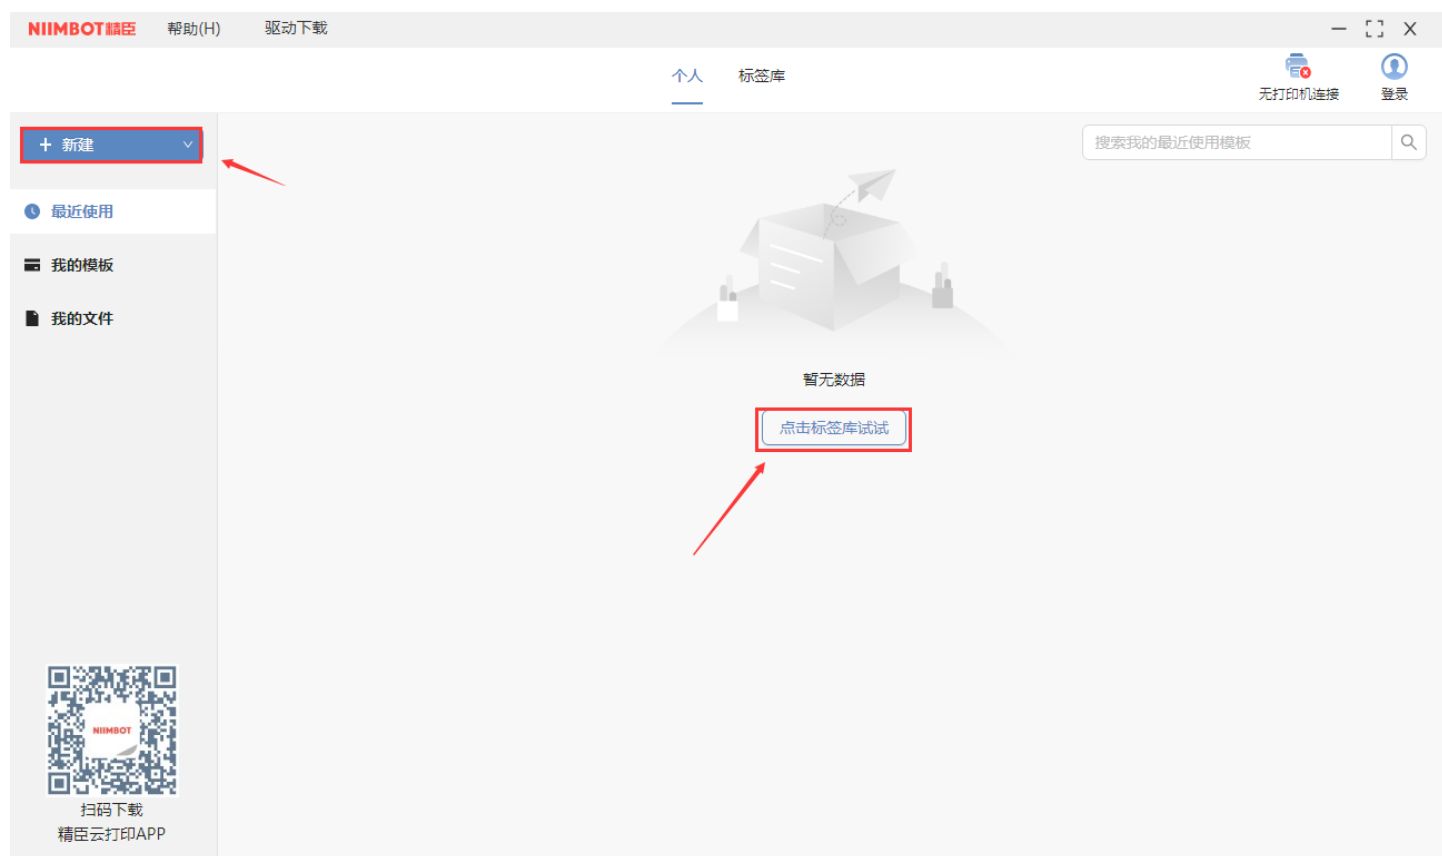 NIIMBOT精臣 帮助(H) 驱动下载
个人 标签库
无打印机连接 登录
+ 新建
搜索我的最近使用模板
最近使用
我的模板
我的文件
暂无数据
点击标签库试试
NIIMBOT
扫码下载
精臣云打印APP